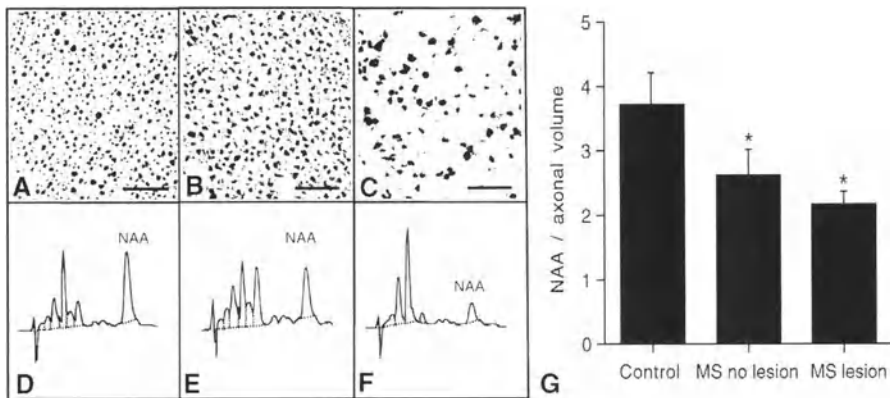 A
B
C
NAA
NAA
NAA
D
E
F
G
NAA / axonal volume
5
4
3
2
1
0
*
*
Control
MS no lesion
MS lesion